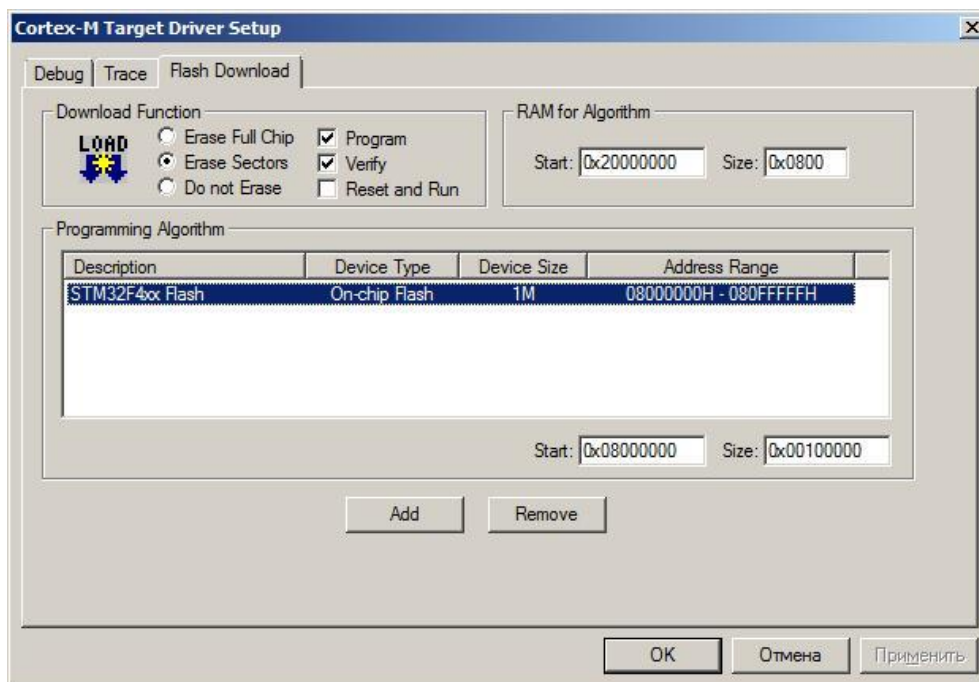 Cortex-M Target Driver Setup
Debug Trace Flash Download
Download Function
LOAD
Erase Full Chip
Erase Sectors
Do not Erase
Program
Verify
Reset and Run
RAM for Algorithm
Start: 0x20000000 Size: 0x0800
Programming Algorithm
Description Device Type Device Size Address Range
STM32F4xx Flash On-chip Flash 1M 08000000H - 080FFFFFH
Start: 0x08000000 Size: 0x00100000
Add Remove
OK Отмена Применить